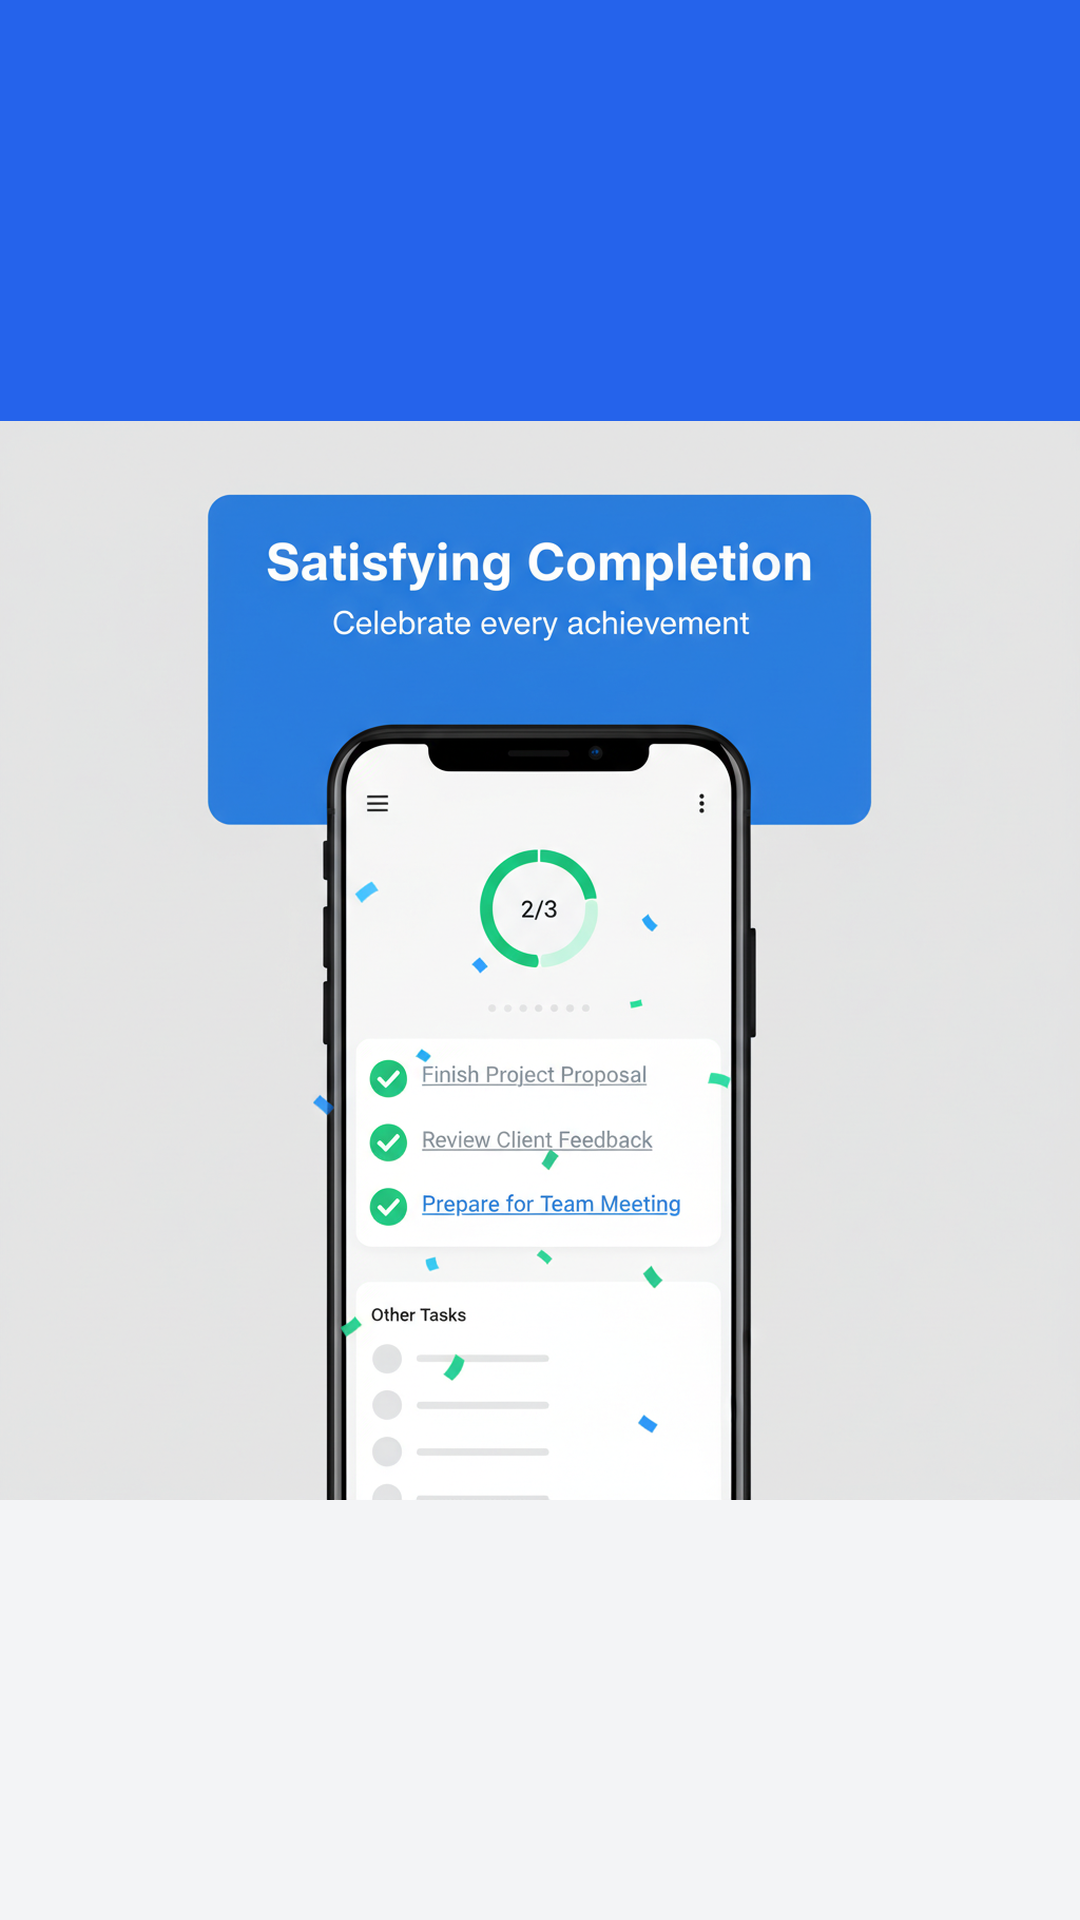 Satisfying Completion
Celebrate every achievement
2/3
Finish Project Proposal
Review Client Feedback
Prepare for Team Meeting
Other Tasks